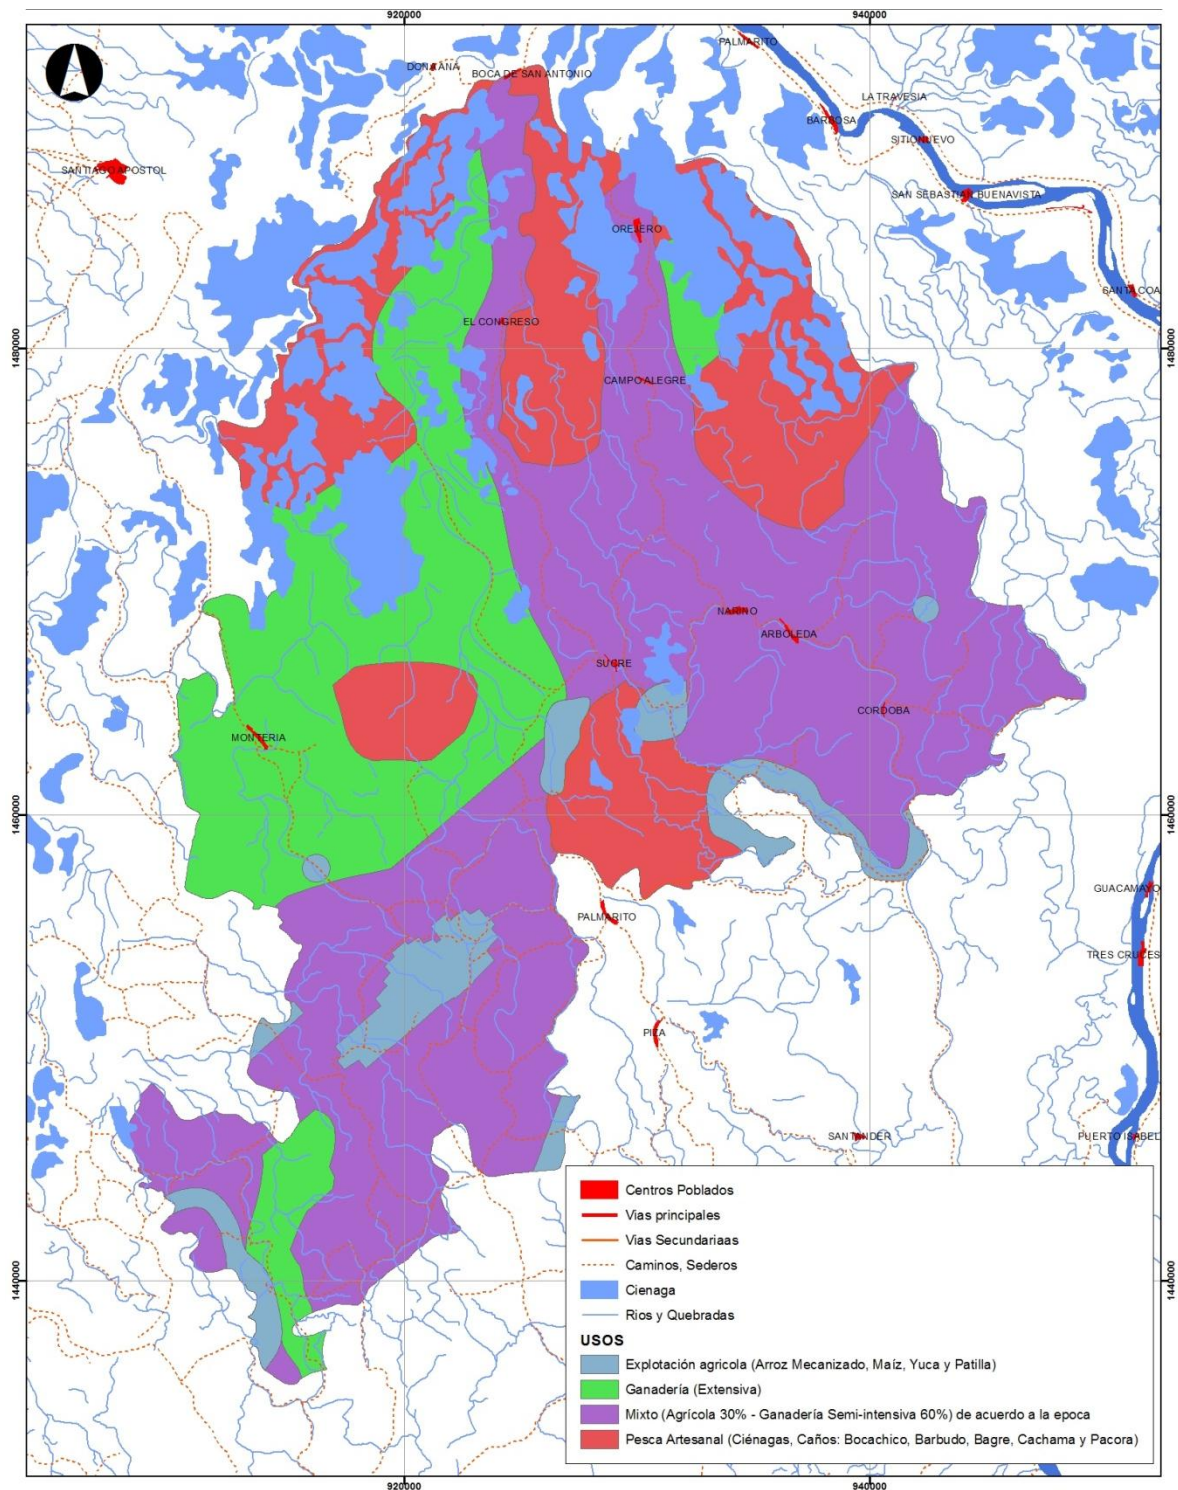 920000
940000
PALMARITO
DONA ANA
BOCA DE SAN ANTONIO
LA TRAVESIA
BARBOSA
SITIONUEVO
SANTIAGO APOSTOL
SAN SEBASTIAN BUENAVISTA
OREJERO
SANTA COA
EL CONGRESO
1480000
1480000
CAMPO ALEGRE
NARINO
ARBOLEDA
SUCRE
CORDOBA
MONTERIA
1460000
1460000
GUACAMAYO
PALMARITO
TRES CRUCES
PIZA
SANTANDER
PUERTO ISABEL
1440000
1440000
Centros Poblados
Vias principales
Vias Secundariaas
Caminos, Sederos
Cienaga
Rios y Quebradas
USOS
Explotación agricola (Arroz Mecanizado, Maíz, Yuca y Patilla)
Ganadería (Extensiva)
Mixto (Agrícola 30% - Ganadería Semi-intensiva 60%) de acuerdo a la epoca
Pesca Artesanal (Ciénagas, Caños: Bocachico, Barbudo, Bagre, Cachama y Pacora)
920000
940000